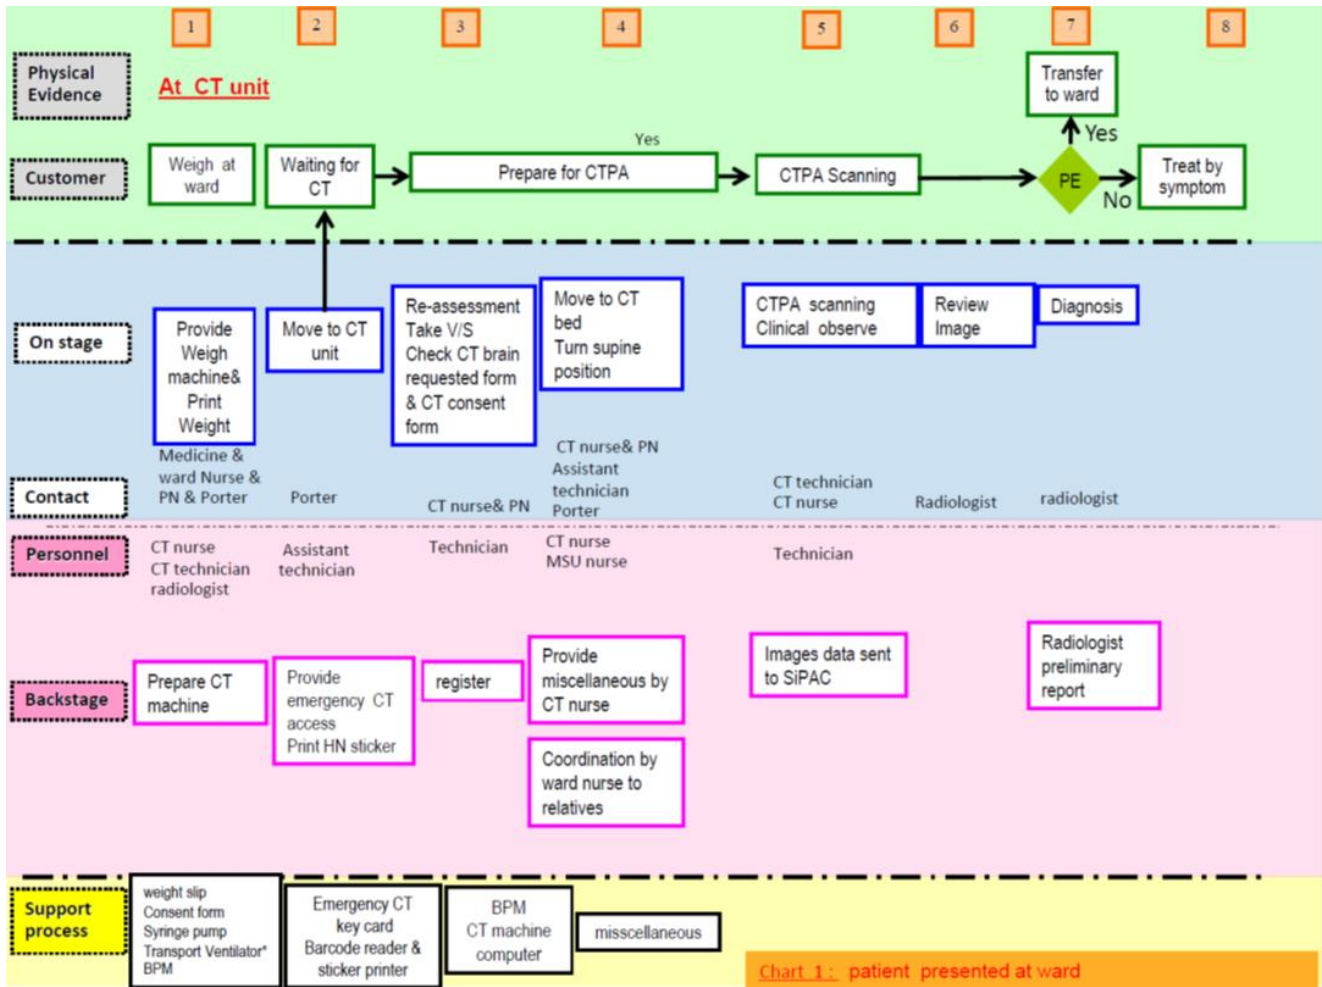 1
2
3
4
5
6
7
8
Physical
Evidence
At CT unit
Transfer
to ward
Yes
Yes
Customer
Weigh at
ward
Waiting for
CT
Prepare for CTPA
CTPA Scanning
PE
No
Treat by
symptom
On stage
Provide
Weigh
machine&
Print
Weight
Move to CT
unit
Re-assessment
Take V/S
Check CT brain
requested form
& CT consent
form
Move to CT
bed
Turn supine
position
CTPA scanning
Clinical observe
Review
Image
Diagnosis
Contact
Medicine &
ward Nurse &
PN & Porter
Porter
CT nurse& PN
CT nurse& PN
Assistant
technician
Porter
CT technician
CT nurse
Radiologist
radiologist
Personnel
CT nurse
CT technician
radiologist
Assistant
technician
Technician
CT nurse
MSU nurse
Technician
Backstage
Prepare CT
machine
Provide
emergency CT
access
Print HN sticker
register
Provide
miscellaneous by
CT nurse
Coordination by
ward nurse to
relatives
Images data sent
to SiPAC
Radiologist
preliminary
report
Support
process
weight slip
Consent form
Syringe pump
Transport Ventilator*
BPM
Emergency CT
key card
Barcode reader &
sticker printer
BPM
CT machine
computer
misscellaneous
Chart 1 : patient presented at ward